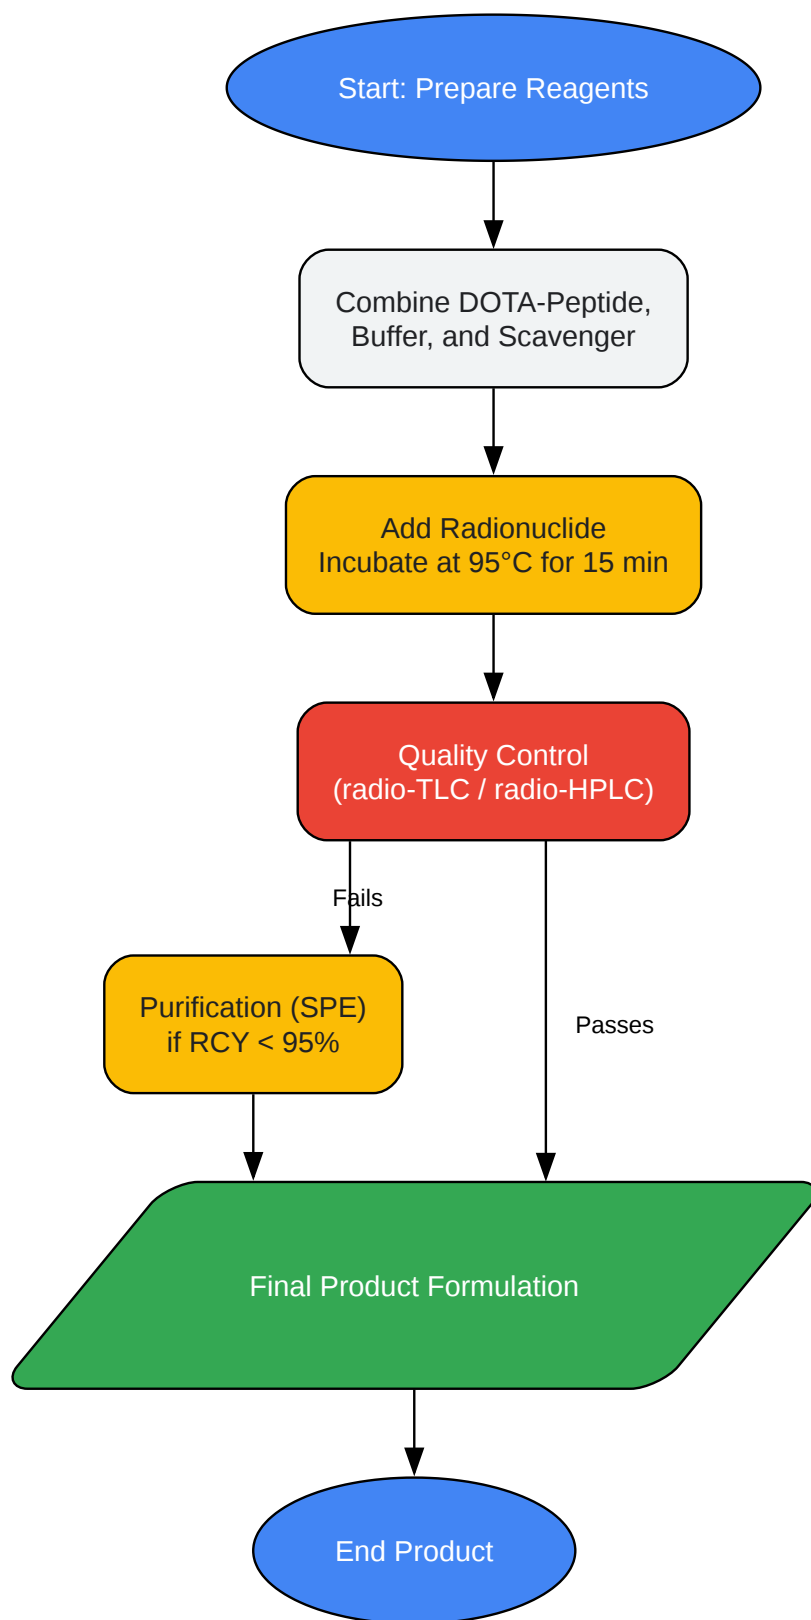 Start: Prepare Reagents
Combine DOTA-Peptide,
Buffer, and Scavenger
Add Radionuclide
Incubate at 95°C for 15 min
Quality Control
(radio-TLC / radio-HPLC)
Fails
Purification (SPE)
if RCY < 95%
Passes
Final Product Formulation
End Product